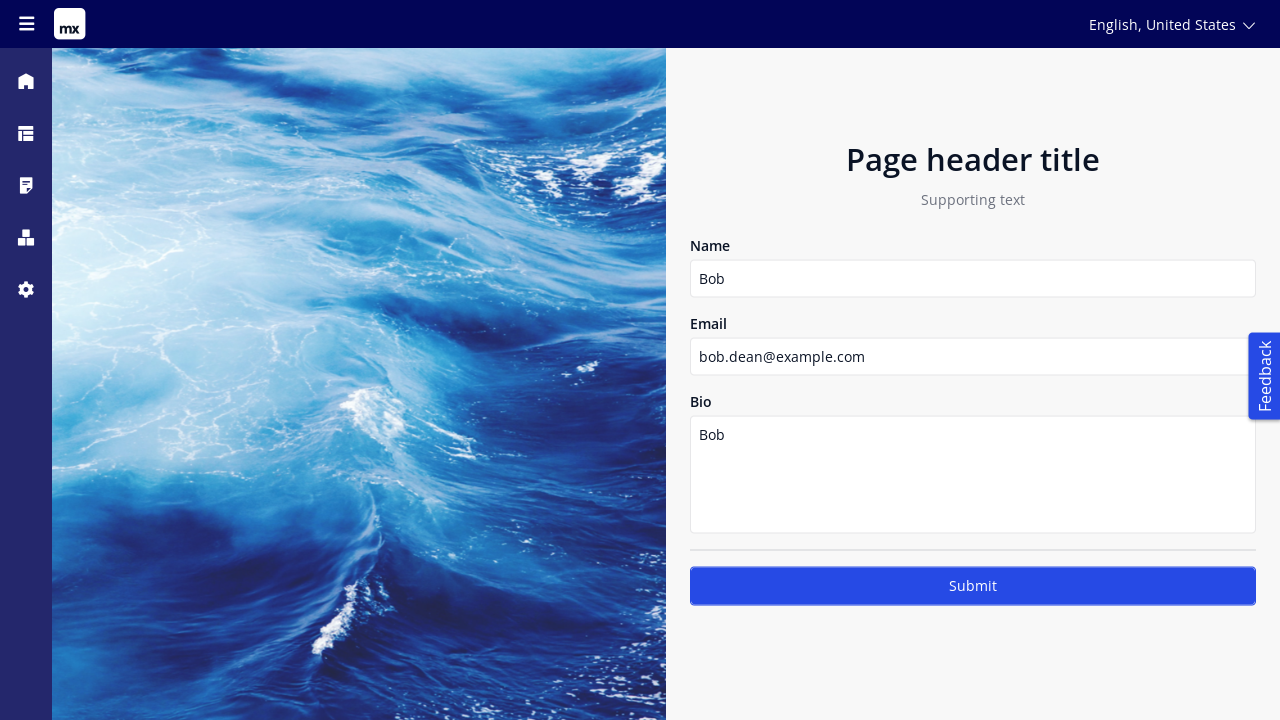 mx
English, United States
Page header title
Supporting text
Name
Bob
Email
bob.dean@example.com
Feedback
Bio
Bob
Submit